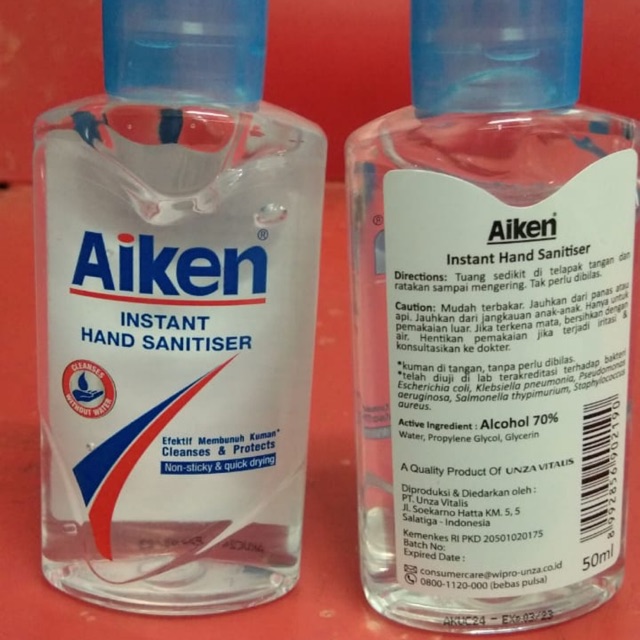 Aiken®
INSTANT
HAND SANITISER
CLEANSES
WITHOUT WATER
Efektif Membunuh Kuman*
Cleanses & Protects
Non-sticky & quick drying
Aiken
Instant Hand Sanitiser
Directions: Tuang sedikit di telapak tangan dan
ratakan sampai mengering. Tak perlu dibilas.
Caution: Mudah terbakar. Jauhkan dari panas atau
api. Jauhkan dari jangkauan anak-anak. Hanya untuk
pemakaian luar. Jika terkena mata, bersihkan dengan
air. Hentikan pemakaian jika terjadi iritasi &
konsultasikan ke dokter.
*kuman di tangan, tanpa perlu dibilas.
*telah diuji di lab terakreditasi terhadap bakteri
Escherichia coli, Klebsiella pneumonia, Pseudomonas
aeruginosa, Salmonella thypimurium, Staphylococcus
aureus.
Active Ingredient : Alcohol 70%
Water, Propylene Glycol, Glycerin
A Quality Product Of UNZA VITALIS
Diproduksi & Diedarkan oleh :
PT. Unza Vitalis
Jl. Soekarno Hatta KM. 5, 5
Salatiga - Indonesia
Kemenkes RI PKD 20501020175
Batch No:
Expired Date :
consumercare@wipro-unza.co.id
0800-1120-000 (bebas pulsa)
8992856902190
50ml
AKUC24 - EXP 03/23